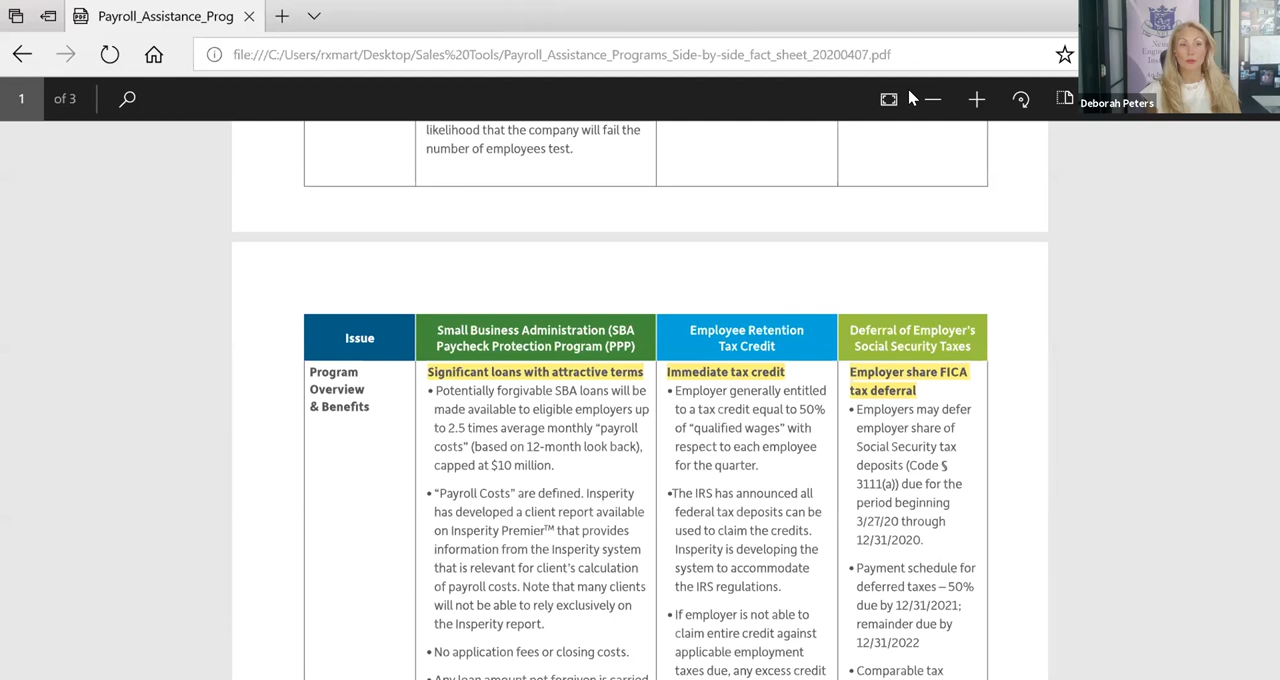 Payroll_Assistance_Prog
file:///C:/Users/rxmart/Desktop/Sales%20Tools/Payroll_Assistance_Programs_Side-by-side_fact_sheet_20200407.pdf
1 of 3
Deborah Peters
likelihood that the company will fail the
number of employees test.
Issue
Small Business Administration (SBA
Paycheck Protection Program (PPP)
Employee Retention
Tax Credit
Deferral of Employer's
Social Security Taxes
Program
Overview
& Benefits
Significant loans with attractive terms
• Potentially forgivable SBA loans will be
made available to eligible employers up
to 2.5 times average monthly “payroll
costs” (based on 12-month look back),
capped at $10 million.
• “Payroll Costs” are defined. Insperity
has developed a client report available
on Insperity Premier™ that provides
information from the Insperity system
that is relevant for client's calculation
of payroll costs. Note that many clients
will not be able to rely exclusively on
the Insperity report.
• No application fees or closing costs.
• Any loan amount not forgiven is carried
Immediate tax credit
• Employer generally entitled
to a tax credit equal to 50%
of “qualified wages” with
respect to each employee
for the quarter.
•The IRS has announced all
federal tax deposits can be
used to claim the credits.
Insperity is developing the
system to accommodate
the IRS regulations.
• If employer is not able to
claim entire credit against
applicable employment
taxes due, any excess credit
Employer share FICA
tax deferral
• Employers may defer
employer share of
Social Security tax
deposits (Code §
3111(a)) due for the
period beginning
3/27/20 through
12/31/2020.
• Payment schedule for
deferred taxes – 50%
due by 12/31/2021;
remainder due by
12/31/2022
• Comparable tax